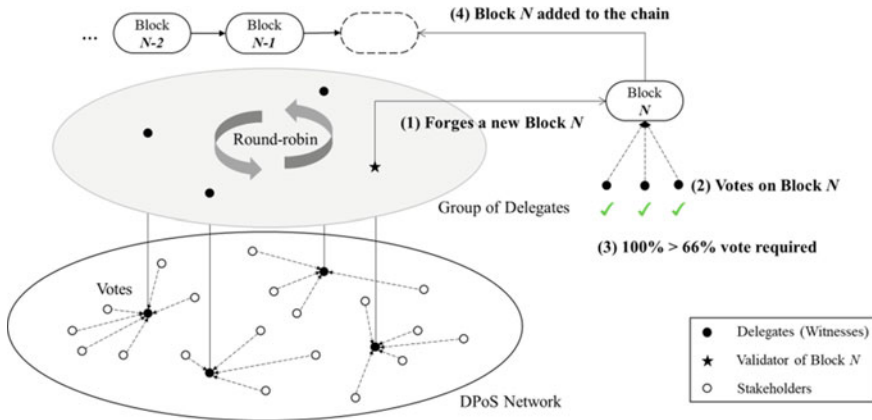 (4) Block N added to the chain
...
Block
N-2
Block
N-1
Block
N
(1) Forges a new Block N
Round-robin
(2) Votes on Block N
Group of Delegates
(3) 100% > 66% vote required
Votes
DPoS Network
Delegates (Witnesses)
Validator of Block N
Stakeholders